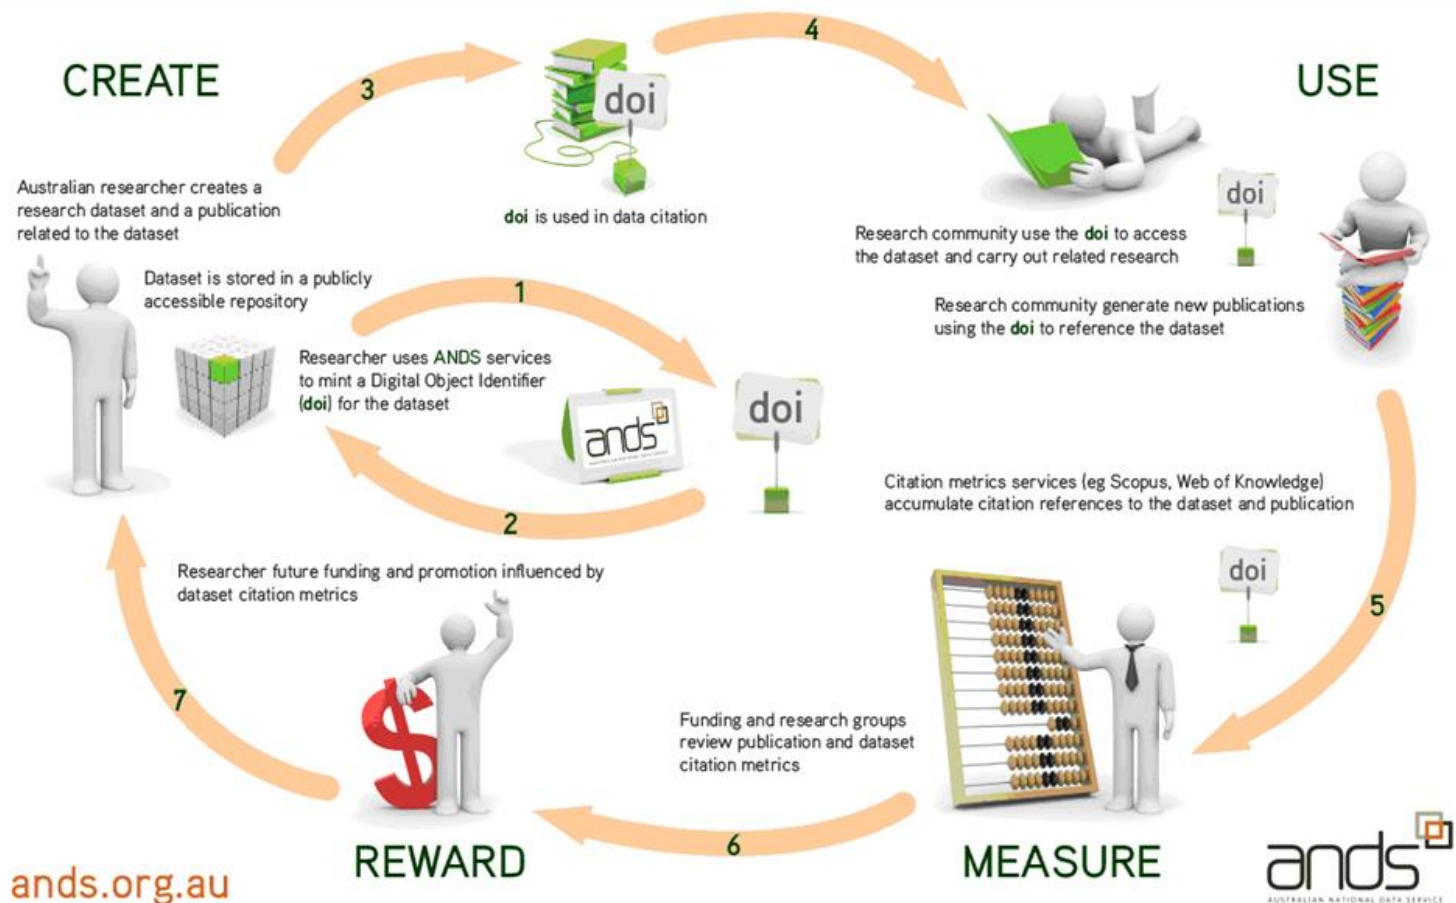 CREATE
3
doi
4
USE
Australian researcher creates a
research dataset and a publication
related to the dataset
doi is used in data citation
doi
Research community use the doi to access
the dataset and carry out related research
Dataset is stored in a publicly
accessible repository
1
Research community generate new publications
using the doi to reference the dataset
Researcher uses ANDS services
to mint a Digital Object Identifier
(doi) for the dataset
ands
doi
2
Citation metrics services (eg Scopus, Web of Knowledge)
accumulate citation references to the dataset and publication
doi
5
Researcher future funding and promotion influenced by
dataset citation metrics
7
Funding and research groups
review publication and dataset
citation metrics
6
REWARD
MEASURE
ands.org.au
ands
AUSTRALIAN NATIONAL DATA SERVICE